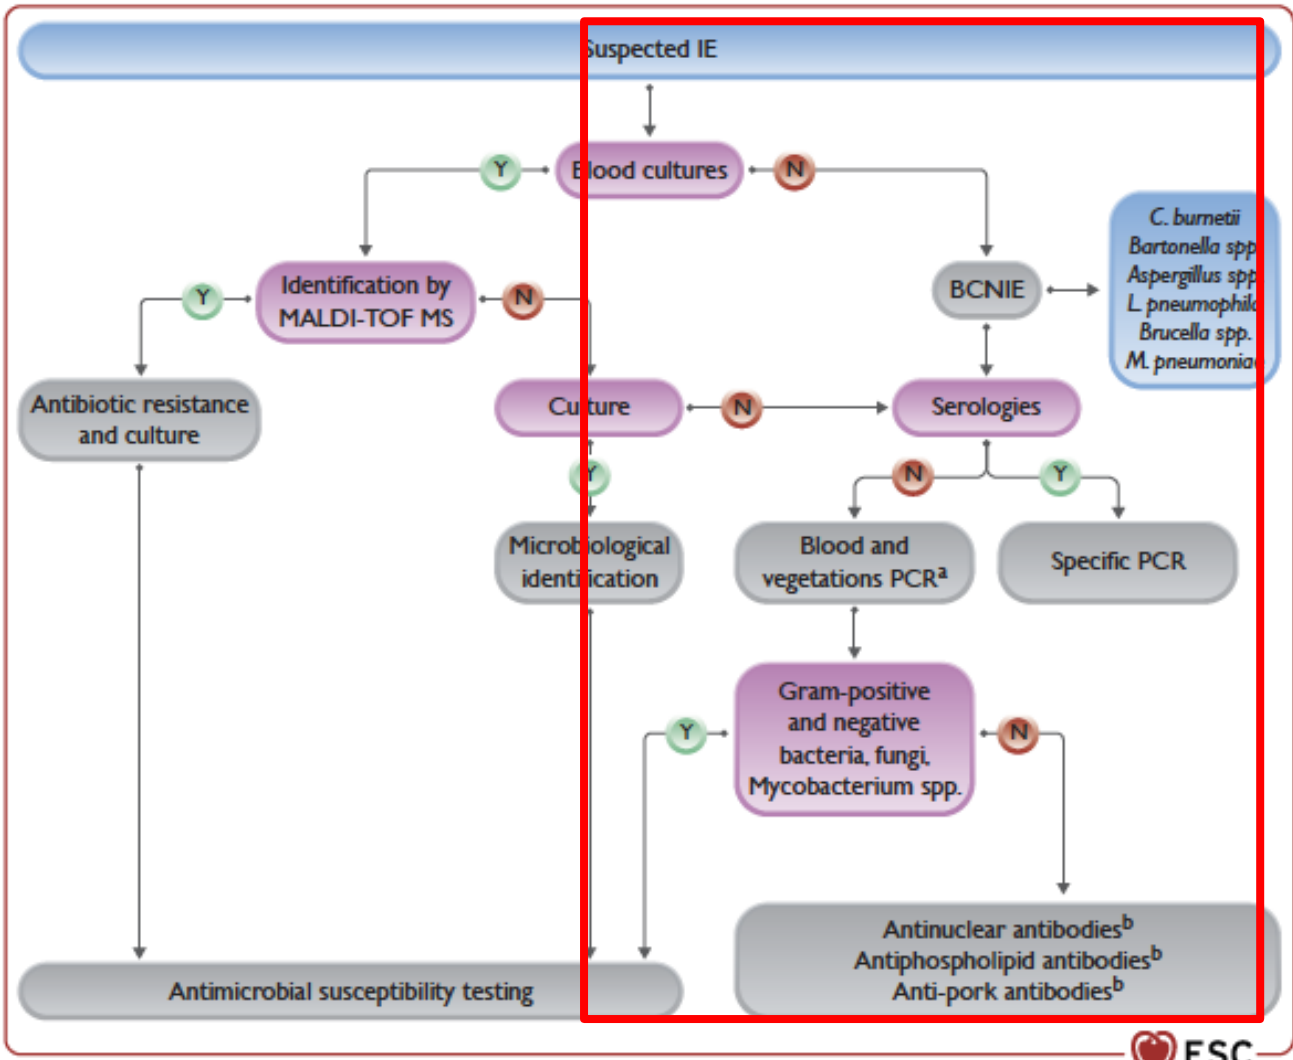 Suspected IE
Y
Blood cultures
N
C. burnetii
Bartonella spp
Aspergillus spp
L. pneumophila
Brucella spp.
M. pneumoniae
Y
Identification by
MALDI-TOF MS
N
BCNIE
Antibiotic resistance
and culture
Culture
N
Serologies
Y
N
Y
Microbiological
identification
Blood and
vegetations PCRᵃ
Specific PCR
Y
Gram-positive
and negative
bacteria, fungi,
Mycobacterium spp.
N
Antimicrobial susceptibility testing
Antinuclear antibodiesᵇ
Antiphospholipid antibodiesᵇ
Anti-pork antibodiesᵇ
ESC